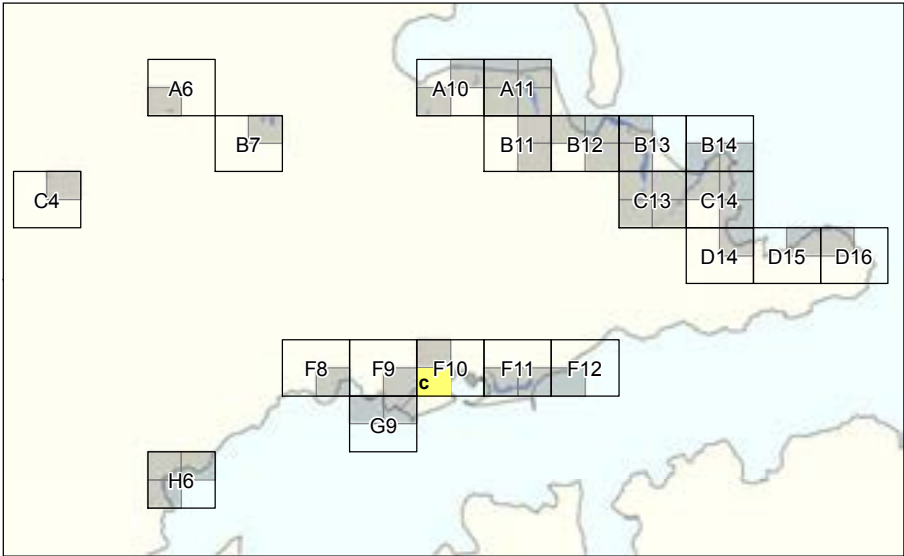 A6 A10 A11
B7 B11 B12 B13 B14
C4 C13 C14
D14 D15 D16
F8 F9 F10 F11 F12
c
G9
H6